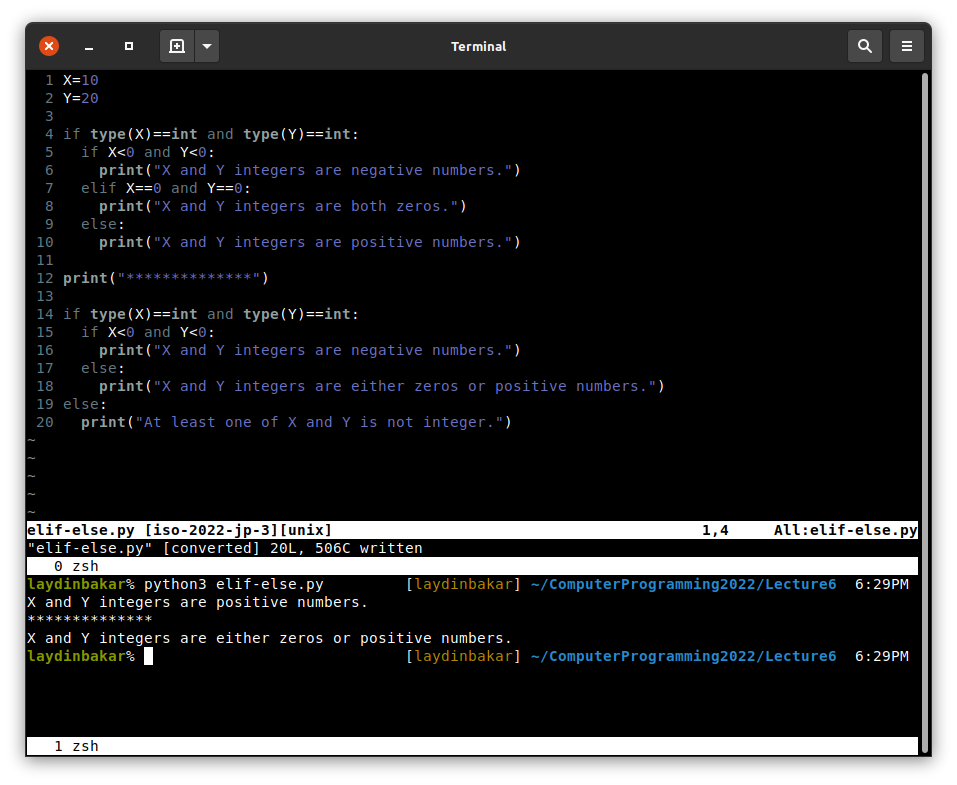 Terminal
1 X=10
2 Y=20
3
4 if type(X)==int and type(Y)==int:
5   if X<0 and Y<0:
6     print("X and Y integers are negative numbers.")
7   elif X==0 and Y==0:
8     print("X and Y integers are both zeros.")
9   else:
10     print("X and Y integers are positive numbers.")
11
12 print("**************")
13
14 if type(X)==int and type(Y)==int:
15   if X<0 and Y<0:
16     print("X and Y integers are negative numbers.")
17   else:
18     print("X and Y integers are either zeros or positive numbers.")
19 else:
20   print("At least one of X and Y is not integer.")
~
~
~
~
~
elif-else.py [iso-2022-jp-3][unix] 1,4 All:elif-else.py
"elif-else.py" [converted] 20L, 506C written
0 zsh
laydinbakar% python3 elif-else.py [laydinbakar] ~/ComputerProgramming2022/Lecture6 6:29PM
X and Y integers are positive numbers.
**************
X and Y integers are either zeros or positive numbers.
laydinbakar% [laydinbakar] ~/ComputerProgramming2022/Lecture6 6:29PM
1 zsh